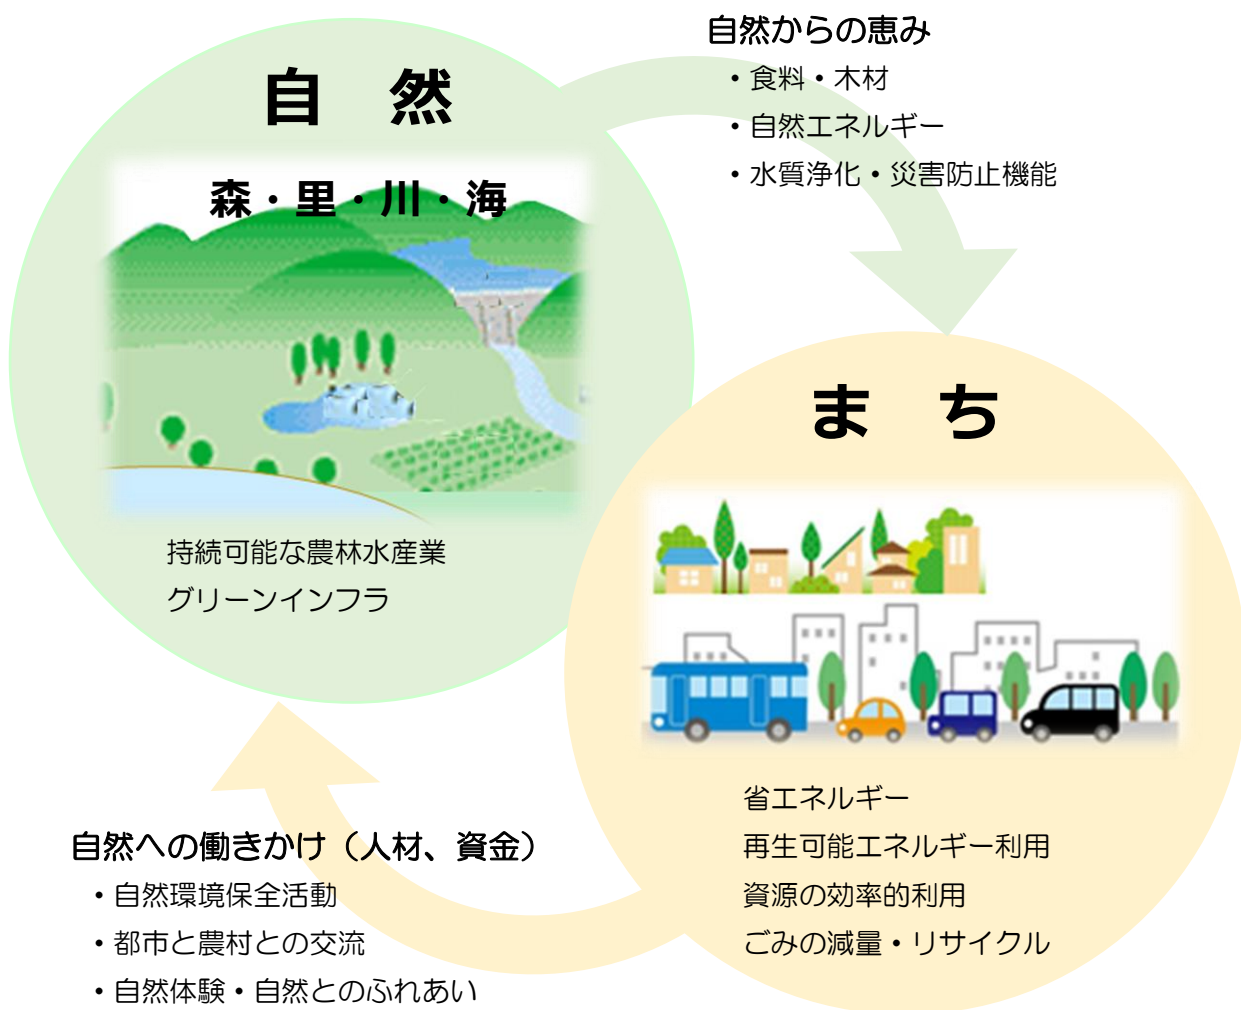 自然からの恵み
・食料・木材
・自然エネルギー
・水質浄化・災害防止機能
自　然
森・里・川・海
持続可能な農林水産業
グリーンインフラ
ま　ち
省エネルギー
再生可能エネルギー利用
資源の効率的利用
ごみの減量・リサイクル
自然への働きかけ（人材、資金）
・自然環境保全活動
・都市と農村との交流
・自然体験・自然とのふれあい